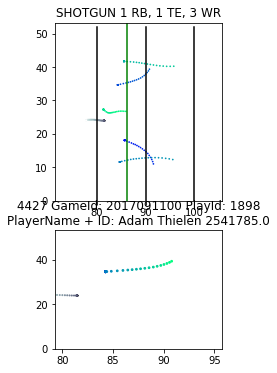 SHOTGUN 1 RB, 1 TE, 3 WR
50
40
30
20
10
0
80 90 100
4427 GameId: 2017091100 PlayId: 1898
PlayerName + ID: Adam Thielen 2541785.0
40
20
0
80 85 90 95